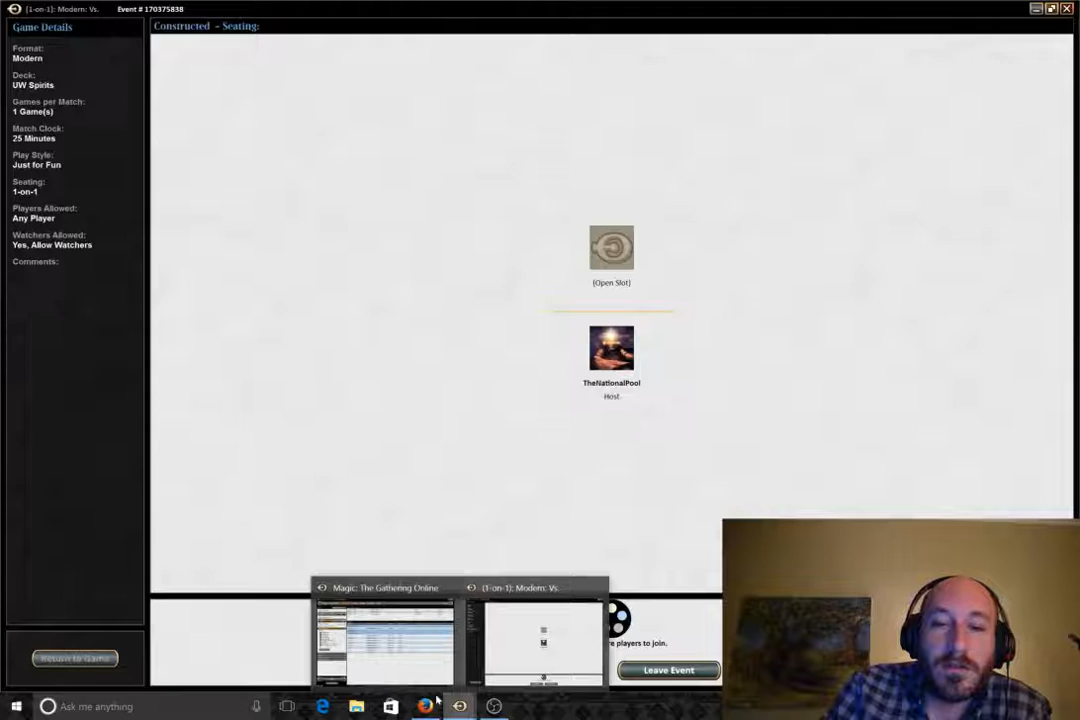 [1-on-1]: Modern: Vs. Event # 170375838
Game Details
Constructed - Seating:
Format:
Modern
Deck:
UW Spirits
Games per Match:
1 Game(s)
Match Clock:
25 Minutes
Play Style:
Just for Fun
Seating:
1-on-1
Players Allowed:
Any Player
Watchers Allowed:
Yes, Allow Watchers
Comments:
(Open Slot)
TheNationalPool
Host
Magic: The Gathering Online
(1-on-1): Modern: Vs.
players to join.
Return to Game
Leave Event
Ask me anything